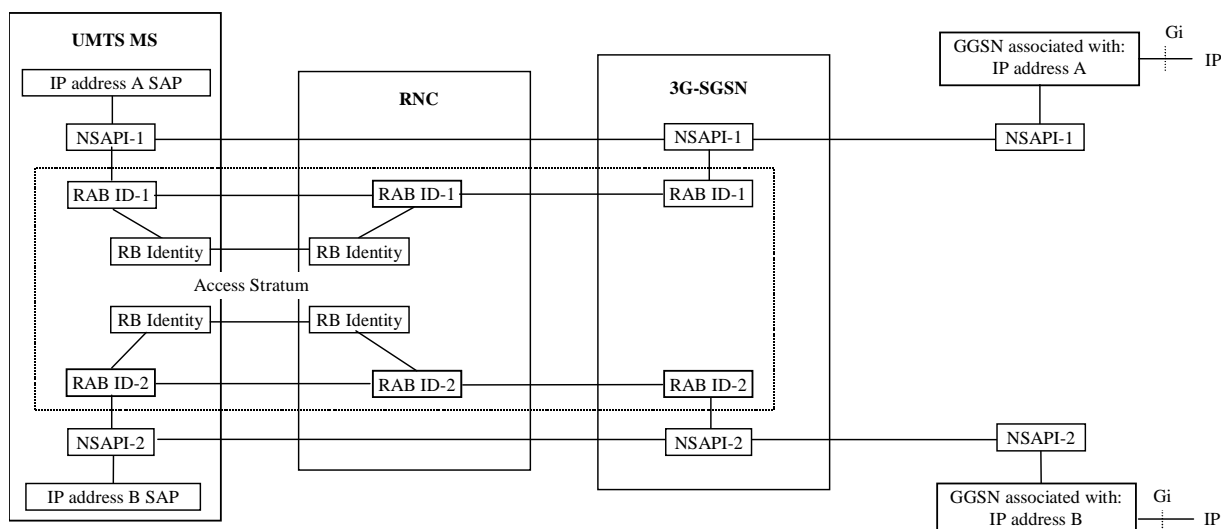 UMTS MS
GGSN associated with:
IP address A
Gi
IP
IP address A SAP
RNC
3G-SGSN
NSAPI-1
NSAPI-1
NSAPI-1
RAB ID-1
RAB ID-1
RAB ID-1
RB Identity
RB Identity
Access Stratum
RB Identity
RB Identity
RAB ID-2
RAB ID-2
RAB ID-2
NSAPI-2
NSAPI-2
NSAPI-2
IP address B SAP
GGSN associated with:
IP address B
Gi
IP